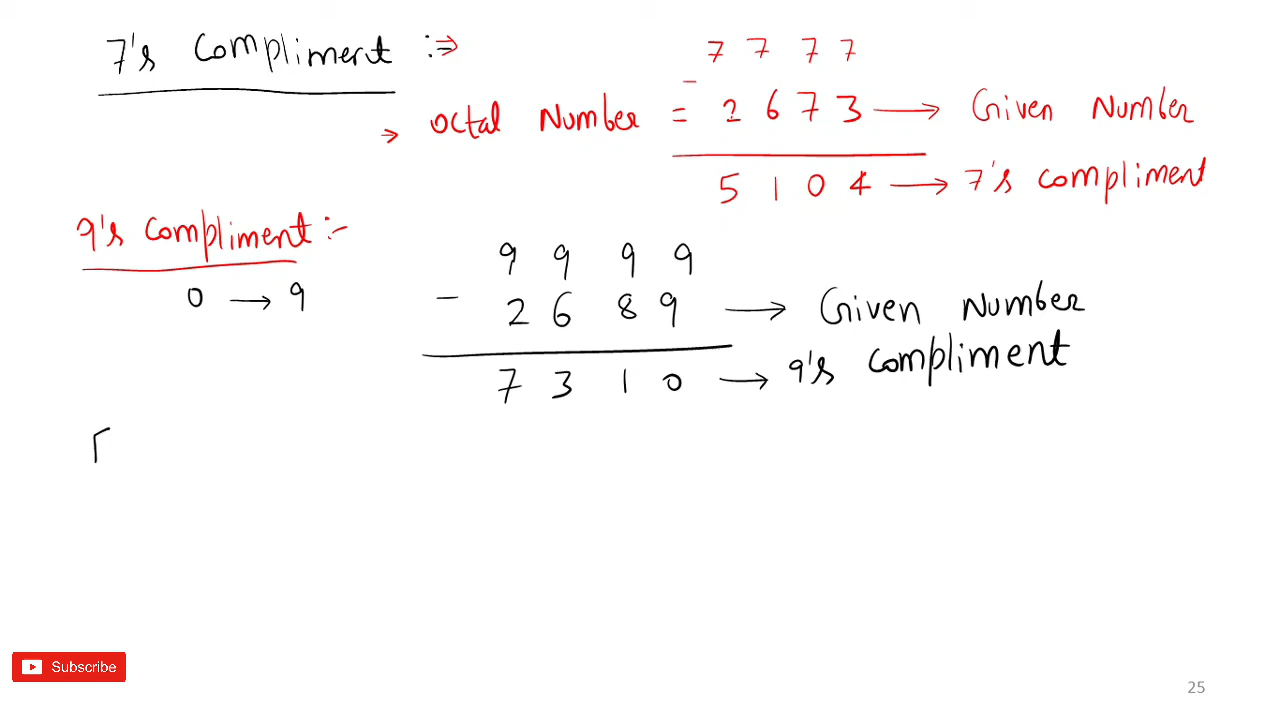 7's Compliment :⇒
7 7 7 7
⇒ Octal Number = - 2 6 7 3 → Given Number
5 1 0 4 → 7's compliment
9's compliment :-
0 → 9
9 9 9 9
- 2 6 8 9 → Given Number
7 3 1 0 → 9's compliment
Subscribe
25